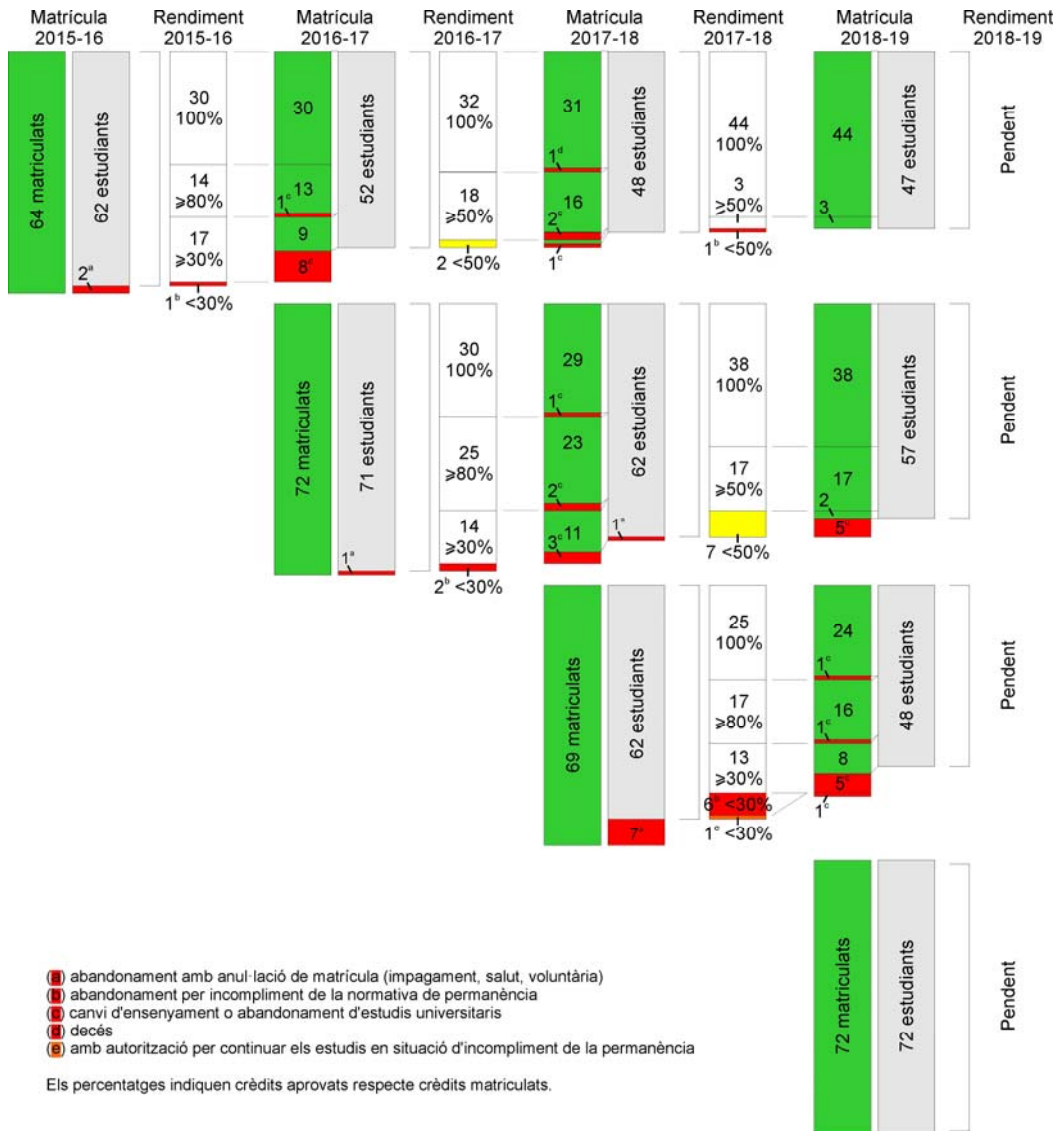 Matrícula
2015-16
Rendiment
2015-16
Matrícula
2016-17
Rendiment
2016-17
Matrícula
2017-18
Rendiment
2017-18
Matrícula
2018-19
Rendiment
2018-19
64 matriculats
62 estudiants
2ª
30
100%
14
⩾80%
17
⩾30%
1ᵇ <30%
30
13
1ᶜ
9
8ᶜ
52 estudiants
32
100%
18
⩾50%
2 <50%
31
1ᵈ
16
2ᶜ
1ᶜ
48 estudiants
44
100%
3
≥50%
1ᵇ <50%
44
3
47 estudiants
Pendent
72 matriculats
71 estudiants
1ª
30
100%
25
⩾80%
14
⩾30%
2ᵇ <30%
29
1ᶜ
23
2ᶜ
11
3ᶜ
62 estudiants
1ª
38
100%
17
⩾50%
7 <50%
38
17
2
5ᶜ
57 estudiants
Pendent
69 matriculats
62 estudiants
7ª
25
100%
17
⩾80%
13
⩾30%
6ᵇ <30%
1ᵉ <30%
24
1ᶜ
16
1ᶜ
8
5ᶜ
1ᶜ
48 estudiants
Pendent
72 matriculats
72 estudiants
Pendent
(a) abandonament amb anul·lació de matrícula (impagament, salut, voluntària)
(b) abandonament per incompliment de la normativa de permanència
(c) canvi d'ensenyament o abandonament d'estudis universitaris
(d) decés
(e) amb autorització per continuar els estudis en situació d'incompliment de la permanència
Els percentatges indiquen crèdits aprovats respecte crèdits matriculats.